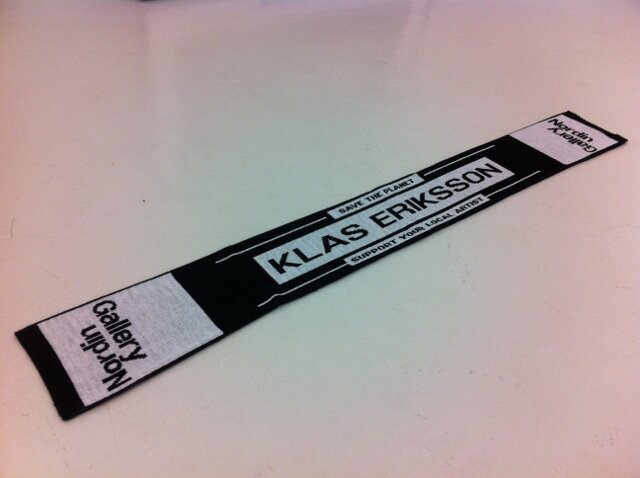 Gallery
Nordin
SAVE THE PLANET
KLAS ERIKSSON
SUPPORT YOUR LOCAL ARTIST
Gallery
Nordin